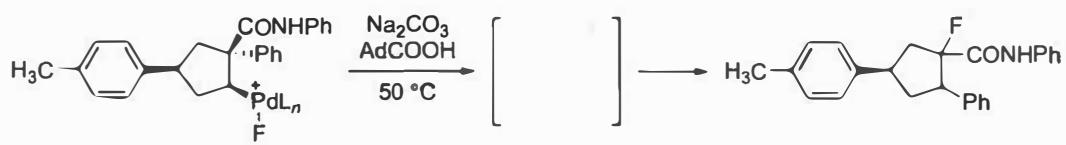 CONHPh
Ph
H₃C
+
PdLₙ
F
Na₂CO₃
AdCOOH
50 °C
F
CONHPh
H₃C
Ph